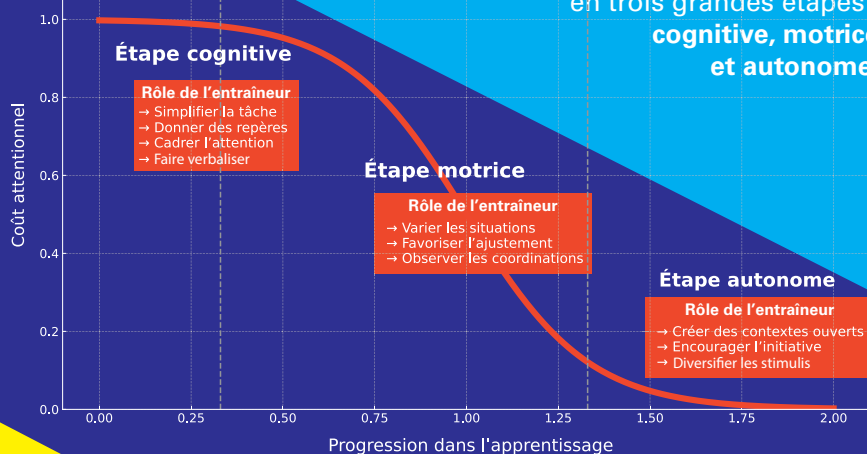 en trois grandes étapes
cognitive, motrice
et autonome
Coût attentionnel
1.0
0.8
0.6
0.4
0.2
0.0
Étape cognitive
Rôle de l'entraîneur
→ Simplifier la tâche
→ Donner des repères
→ Cadrer l'attention
→ Faire verbaliser
Étape motrice
Rôle de l'entraîneur
→ Varier les situations
→ Favoriser l'ajustement
→ Observer les coordinations
Étape autonome
Rôle de l'entraîneur
→ Créer des contextes ouverts
→ Encourager l'initiative
→ Diversifier les stimulis
0.00 0.25 0.50 0.75 1.00 1.25 1.50 1.75 2.00
Progression dans l'apprentissage